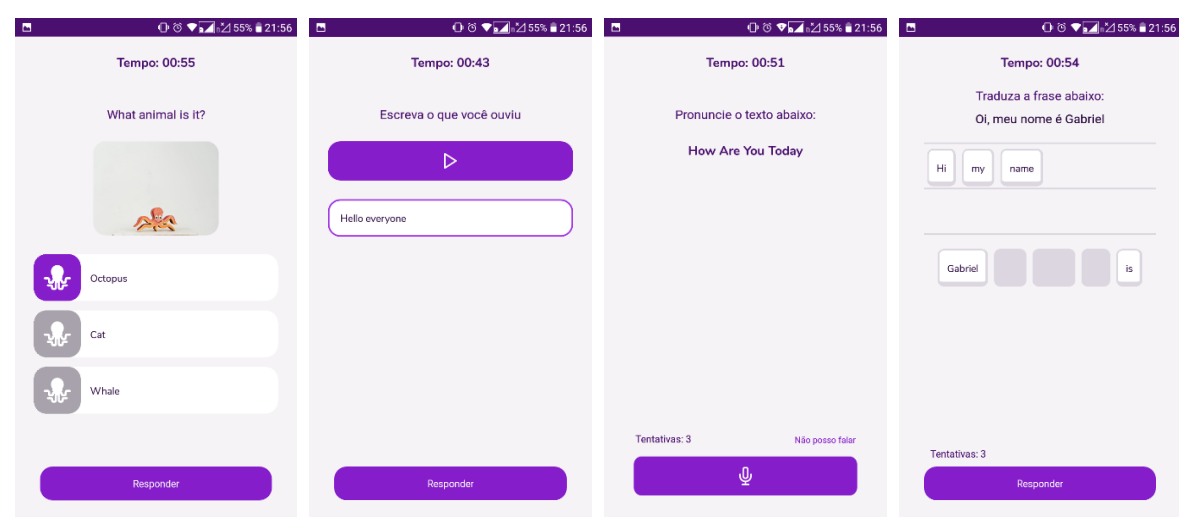 55% 21:56
Tempo: 00:55
What animal is it?
Octopus
Cat
Whale
Responder
55% 21:56
Tempo: 00:43
Escreva o que você ouviu
Hello everyone
Responder
55% 21:56
Tempo: 00:51
Pronuncie o texto abaixo:
How Are You Today
Tentativas: 3
Não posso falar
55% 21:56
Tempo: 00:54
Traduza a frase abaixo:
Oi, meu nome é Gabriel
Hi my name
Gabriel is
Tentativas: 3
Responder